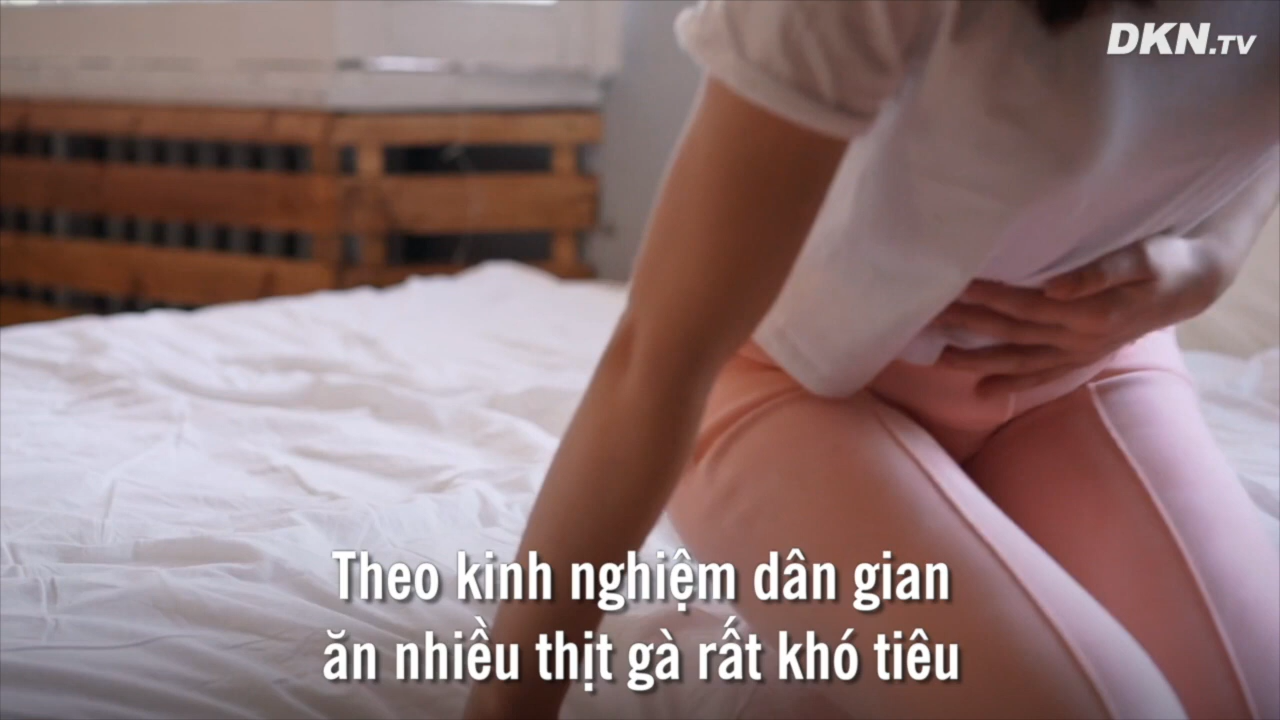 DKN.TV
Theo kinh nghiệm dân gian
ăn nhiều thịt gà rất khó tiêu